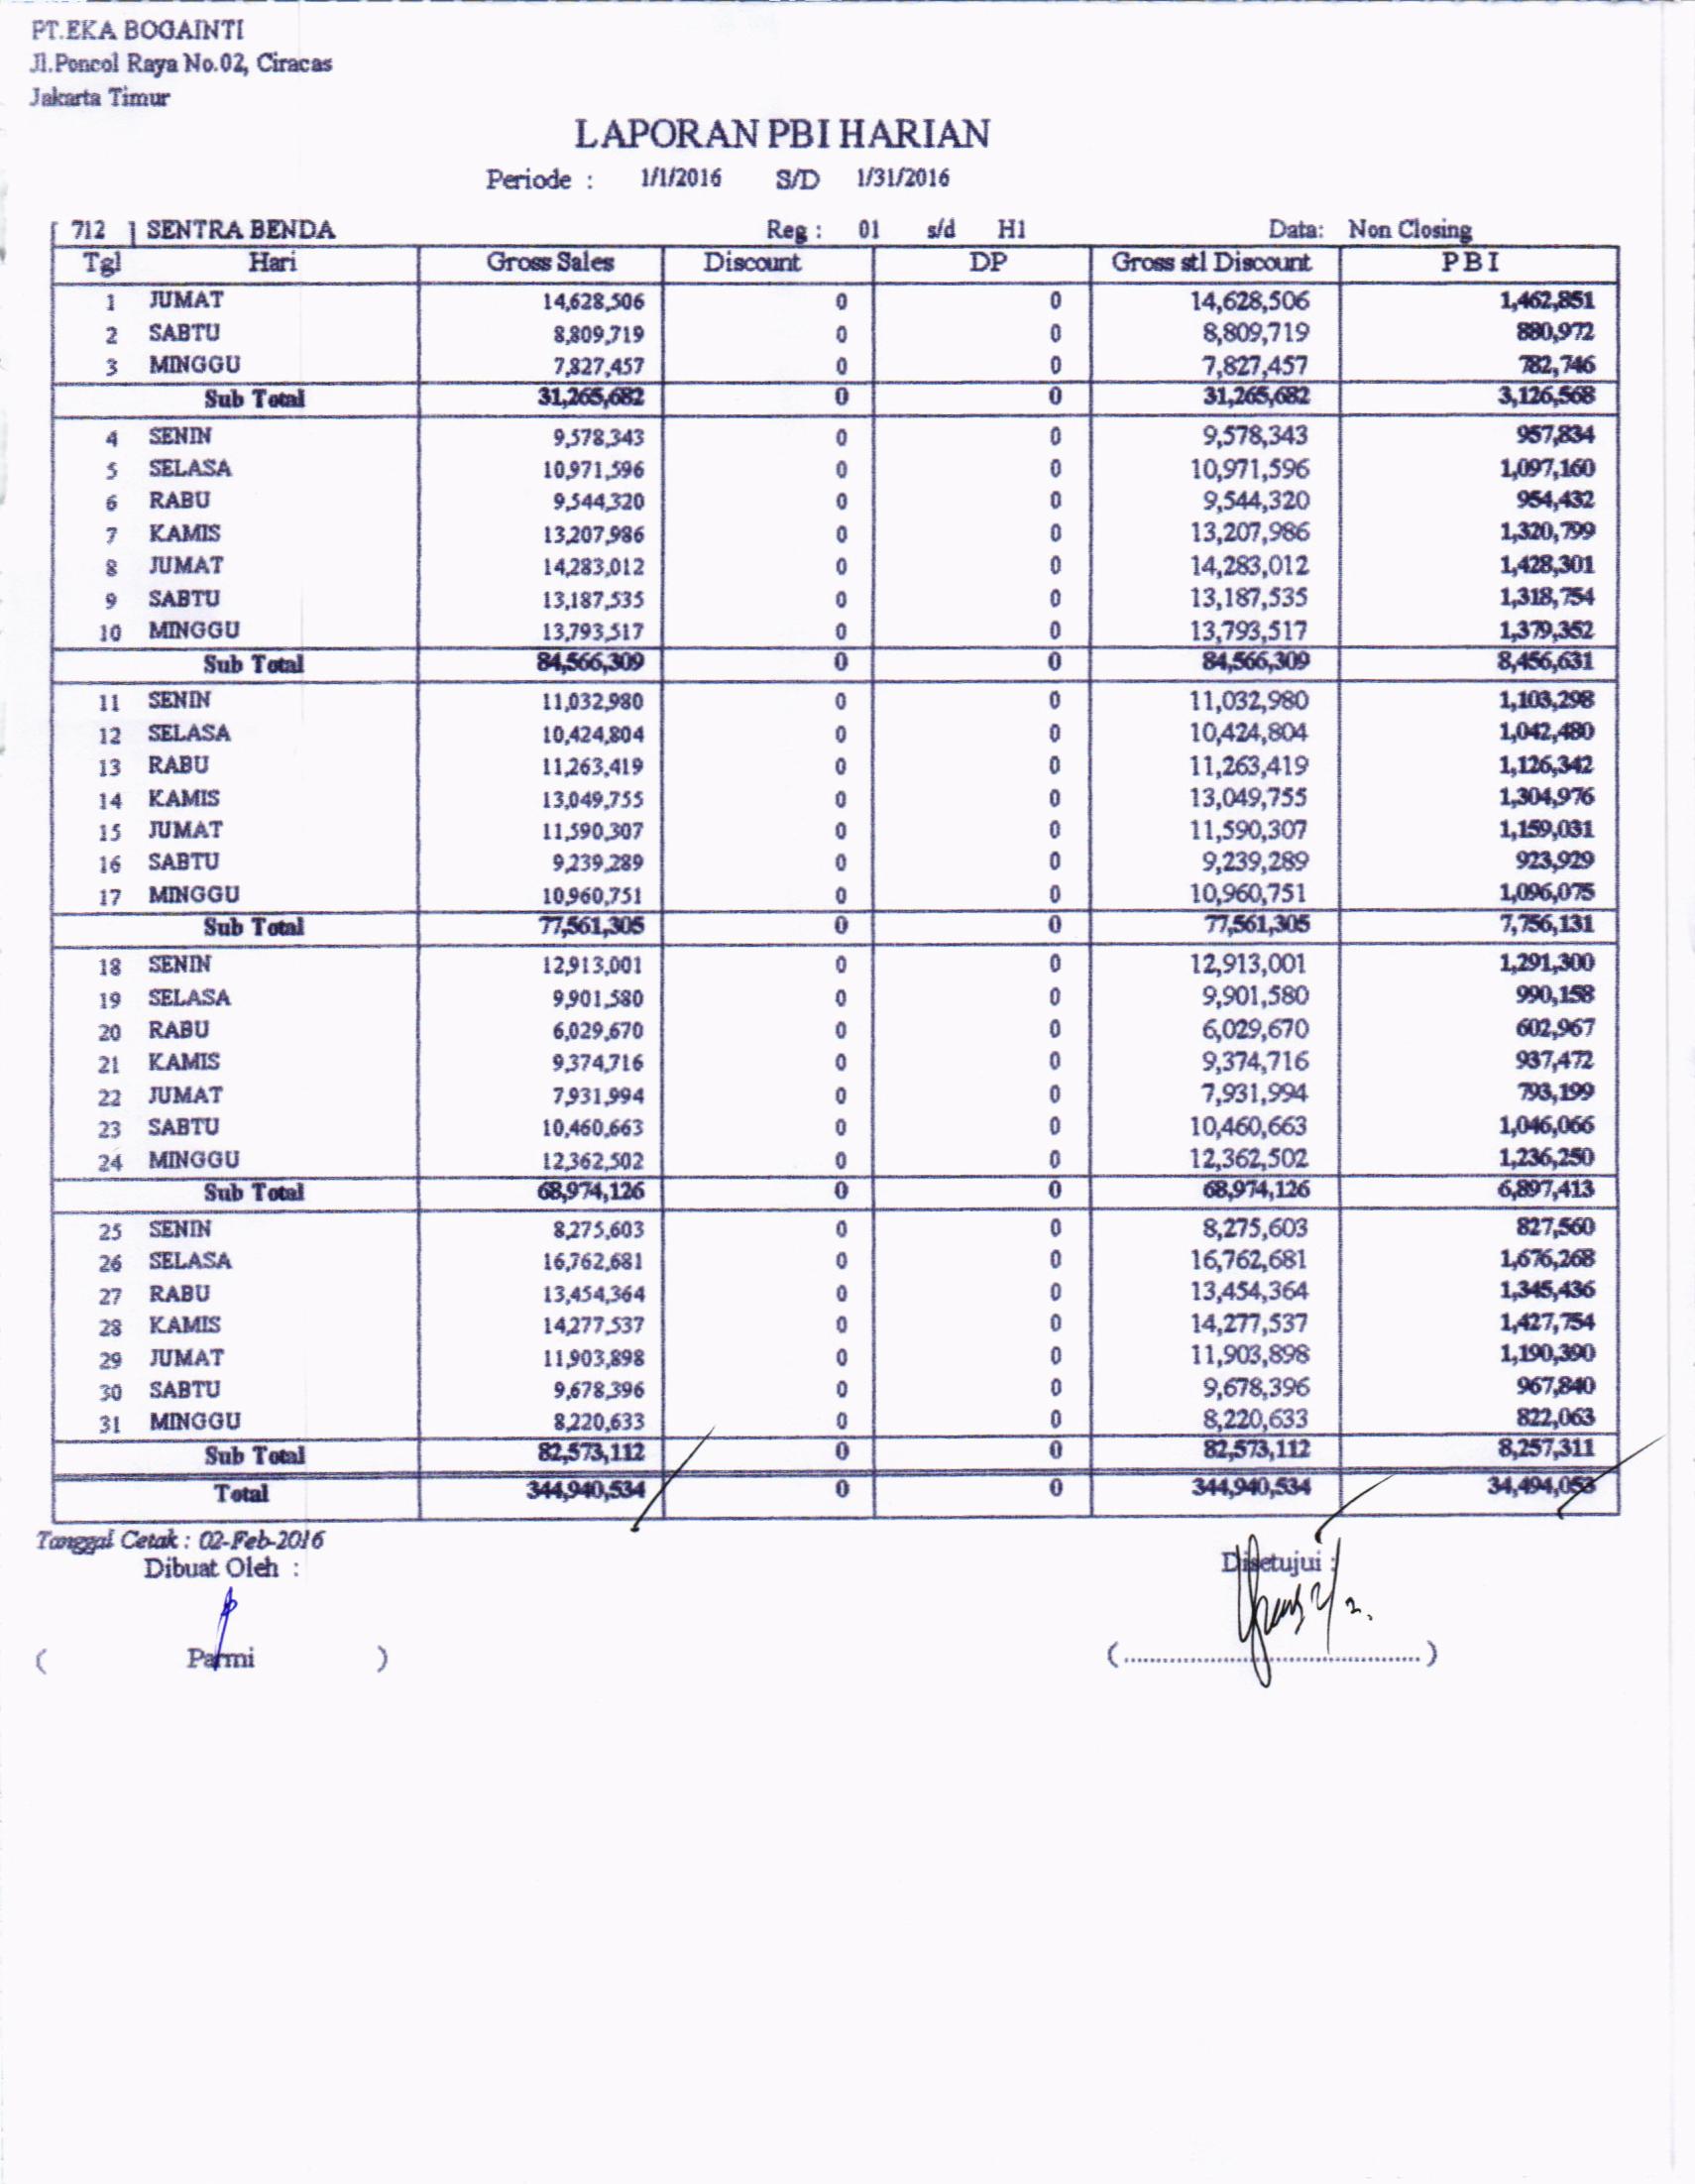 PT.EKA BOGAINTI
Jl.Poncol Raya No.02, Ciracas
Jakarta Timur
LAPORAN PBI HARIAN
Periode : 1/1/2016 S/D 1/31/2016
[ 712 ] SENTRA BENDA Reg : 01 s/d H1 Data: Non Closing
Tgl Hari Gross Sales Discount DP Gross stl Discount P B I
1 JUMAT 14,628,506 0 0 14,628,506 1,462,851
2 SABTU 8,809,719 0 0 8,809,719 880,972
3 MINGGU 7,827,457 0 0 7,827,457 782,746
Sub Total 31,265,682 0 0 31,265,682 3,126,568
4 SENIN 9,578,343 0 0 9,578,343 957,834
5 SELASA 10,971,596 0 0 10,971,596 1,097,160
6 RABU 9,544,320 0 0 9,544,320 954,432
7 KAMIS 13,207,986 0 0 13,207,986 1,320,799
8 JUMAT 14,283,012 0 0 14,283,012 1,428,301
9 SABTU 13,187,535 0 0 13,187,535 1,318,754
10 MINGGU 13,793,517 0 0 13,793,517 1,379,352
Sub Total 84,566,309 0 0 84,566,309 8,456,631
11 SENIN 11,032,980 0 0 11,032,980 1,103,298
12 SELASA 10,424,804 0 0 10,424,804 1,042,480
13 RABU 11,263,419 0 0 11,263,419 1,126,342
14 KAMIS 13,049,755 0 0 13,049,755 1,304,976
15 JUMAT 11,590,307 0 0 11,590,307 1,159,031
16 SABTU 9,239,289 0 0 9,239,289 923,929
17 MINGGU 10,960,751 0 0 10,960,751 1,096,075
Sub Total 77,561,305 0 0 77,561,305 7,756,131
18 SENIN 12,913,001 0 0 12,913,001 1,291,300
19 SELASA 9,901,580 0 0 9,901,580 990,158
20 RABU 6,029,670 0 0 6,029,670 602,967
21 KAMIS 9,374,716 0 0 9,374,716 937,472
22 JUMAT 7,931,994 0 0 7,931,994 793,199
23 SABTU 10,460,663 0 0 10,460,663 1,046,066
24 MINGGU 12,362,502 0 0 12,362,502 1,236,250
Sub Total 68,974,126 0 0 68,974,126 6,897,413
25 SENIN 8,275,603 0 0 8,275,603 827,560
26 SELASA 16,762,681 0 0 16,762,681 1,676,268
27 RABU 13,454,364 0 0 13,454,364 1,345,436
28 KAMIS 14,277,537 0 0 14,277,537 1,427,754
29 JUMAT 11,903,898 0 0 11,903,898 1,190,390
30 SABTU 9,678,396 0 0 9,678,396 967,840
31 MINGGU 8,220,633 0 0 8,220,633 822,063
Sub Total 82,573,112 0 0 82,573,112 8,257,311
Total 344,940,534 0 0 344,940,534 34,494,053
Tanggal Cetak : 02-Feb-2016
Dibuat Oleh : Disetujui :
( Parmi ) (..........................................)